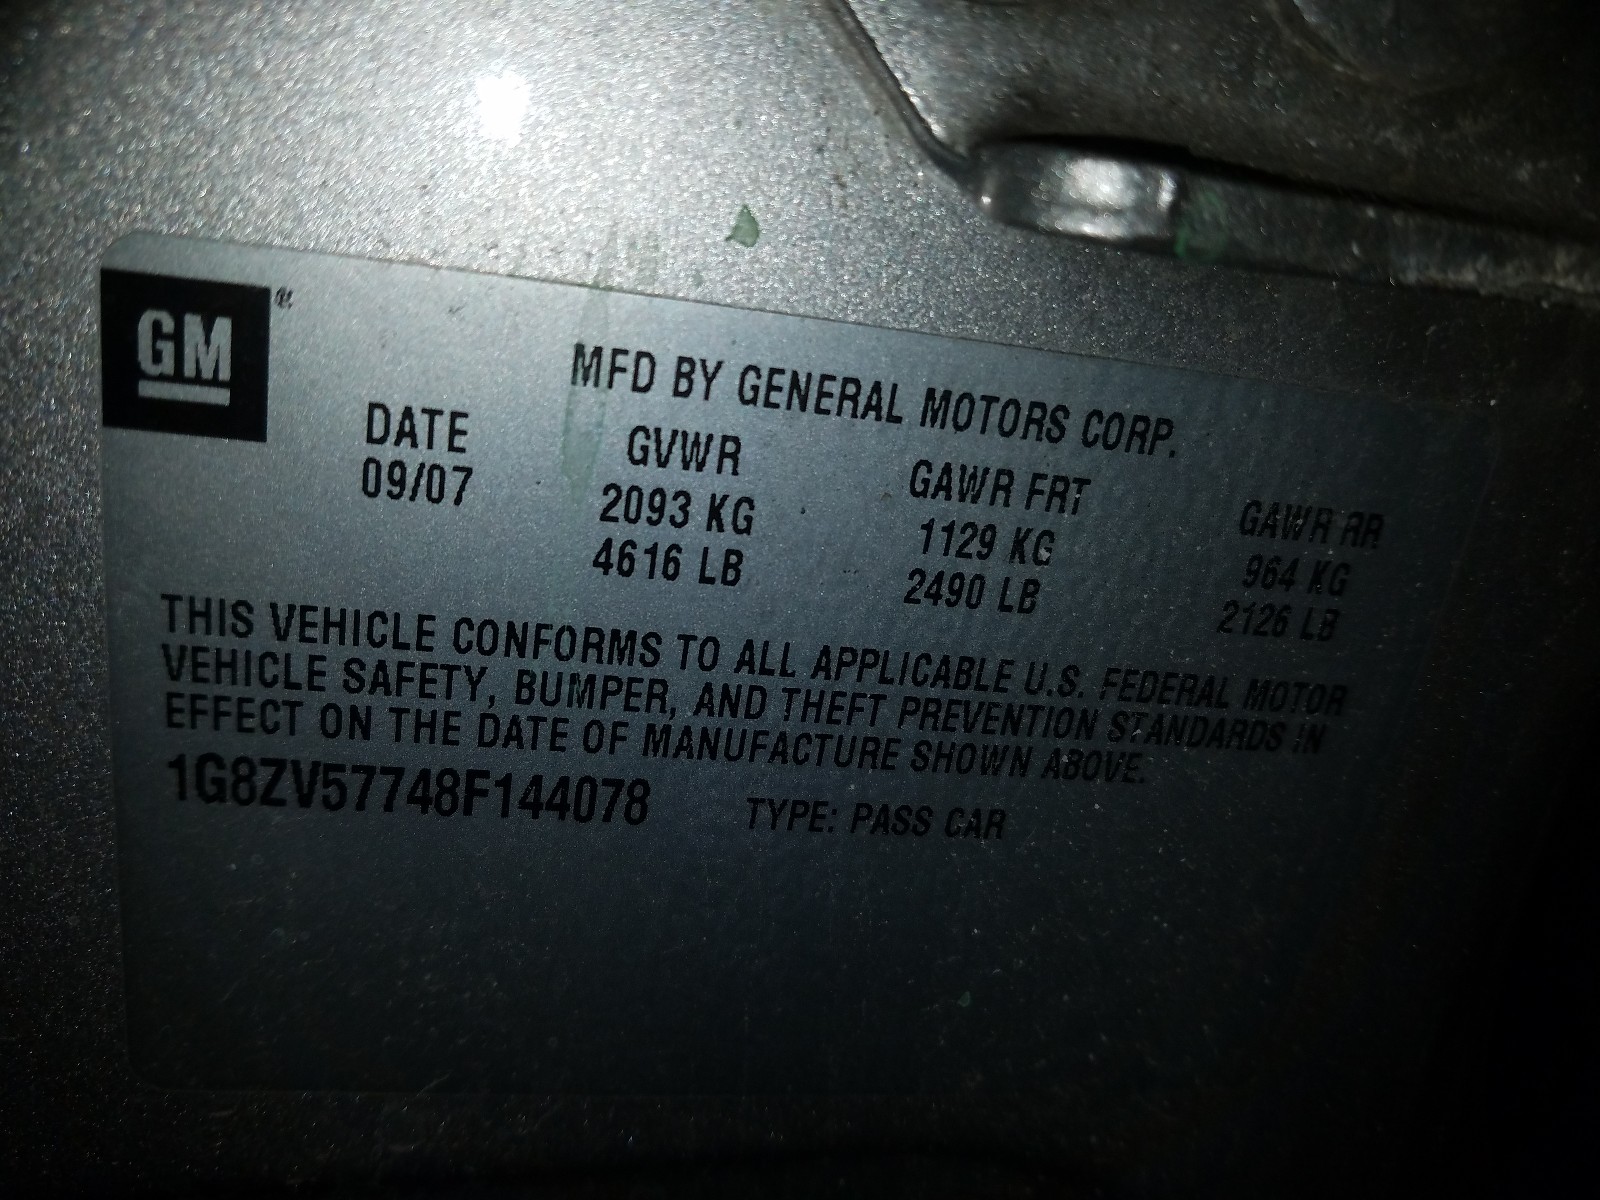 GM®
MFD BY GENERAL MOTORS CORP.
DATE GVWR GAWR FRT GAWR RR
09/07 2093 KG 1129 KG 964 KG
4616 LB 2490 LB 2126 LB
THIS VEHICLE CONFORMS TO ALL APPLICABLE U.S. FEDERAL MOTOR
VEHICLE SAFETY, BUMPER, AND THEFT PREVENTION STANDARDS IN
EFFECT ON THE DATE OF MANUFACTURE SHOWN ABOVE.
1G8ZV57748F144078 TYPE: PASS CAR